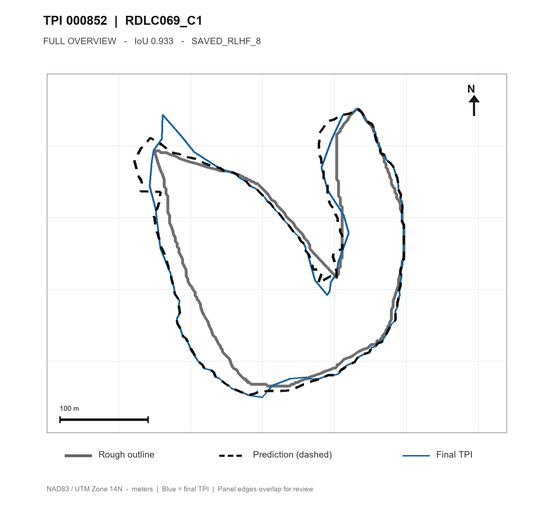 TPI 000852 | RDLC069_C1
FULL OVERVIEW - IoU 0.933 - SAVED_RLHF_8
N
100 m
Rough outline
Prediction (dashed)
Final TPI
NAD83 / UTM Zone 14N - meters | Blue = final TPI | Panel edges overlap for review